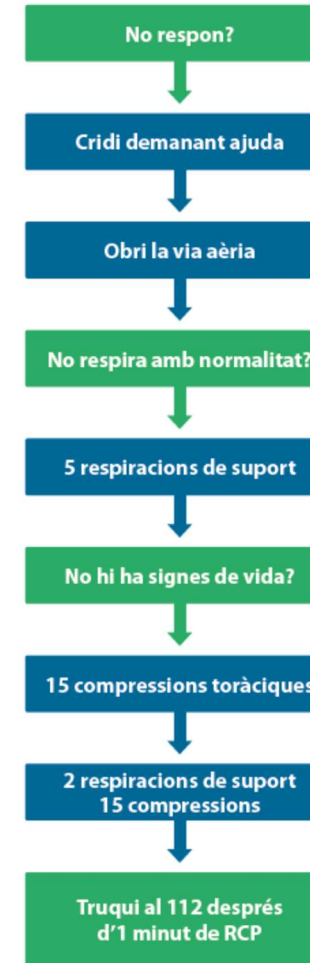 No respon?
Cridi demanant ajuda
Obri la via aèria
No respira amb normalitat?
5 respiracions de suport
No hi ha signes de vida?
15 compressions toràciques
2 respiracions de suport
15 compressions
Truqui al 112 després
d'1 minut de RCP